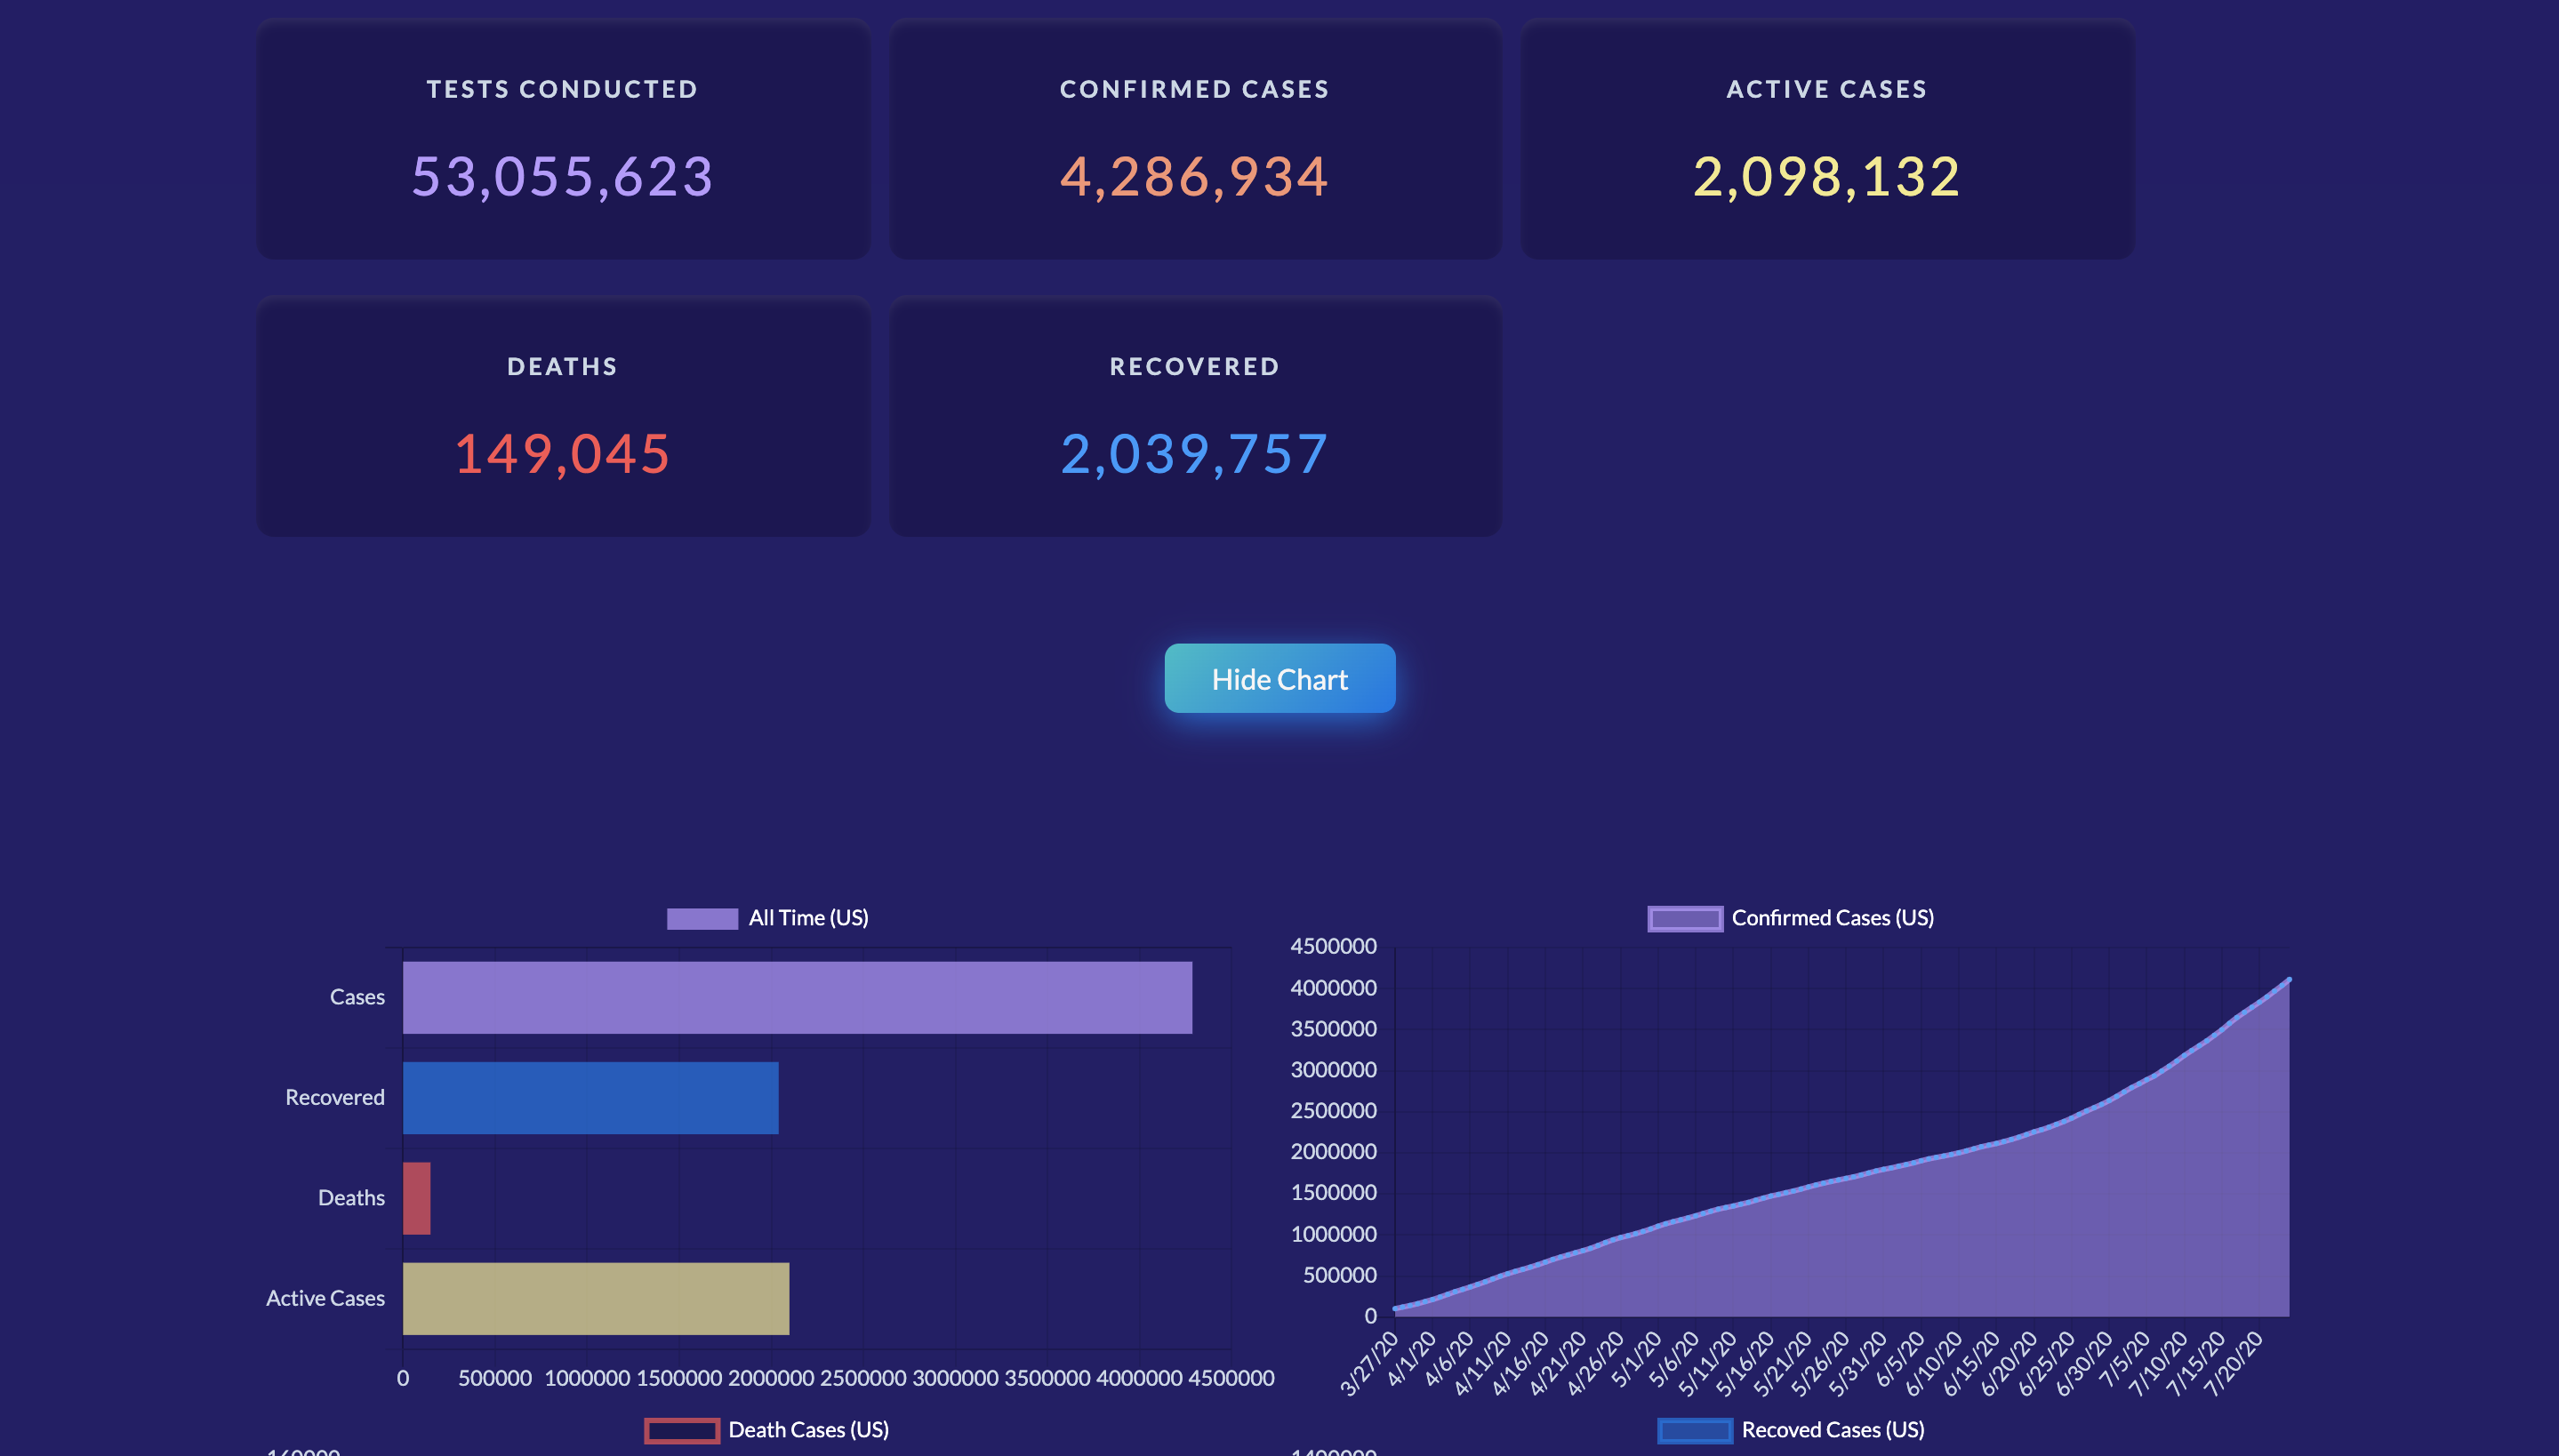 TESTS CONDUCTED
53,055,623
CONFIRMED CASES
4,286,934
ACTIVE CASES
2,098,132
DEATHS
149,045
RECOVERED
2,039,757
Hide Chart
All Time (US)
Cases
Recovered
Deaths
Active Cases
0 500000 1000000 1500000 2000000 2500000 3000000 3500000 4000000 4500000
Confirmed Cases (US)
4500000
4000000
3500000
3000000
2500000
2000000
1500000
1000000
500000
0
3/27/20 4/1/20 4/6/20 4/11/20 4/16/20 4/21/20 4/26/20 5/1/20 5/6/20 5/11/20 5/16/20 5/21/20 5/26/20 5/31/20 6/5/20 6/10/20 6/15/20 6/20/20 6/25/20 6/30/20 7/5/20 7/10/20 7/15/20 7/20/20
Death Cases (US)
Recoved Cases (US)